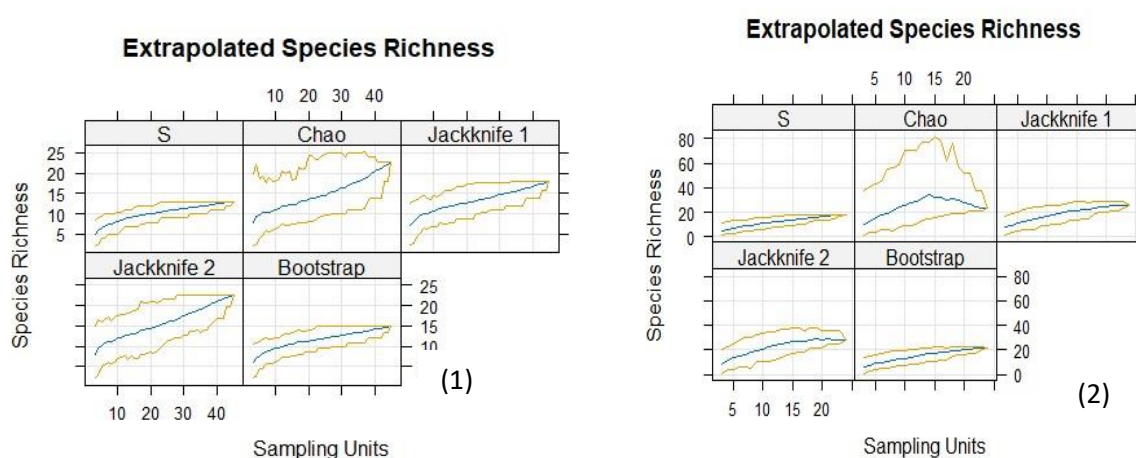 Extrapolated Species Richness
10 20 30 40
S Chao Jackknife 1
25
20
15
10
5
Species Richness
Jackknife 2 Bootstrap
25
20
15
10
10 20 30 40
Sampling Units
(1)
Extrapolated Species Richness
5 10 15 20
S Chao Jackknife 1
80
60
40
20
0
Species Richness
Jackknife 2 Bootstrap
80
60
40
20
0
5 10 15 20
Sampling Units
(2)